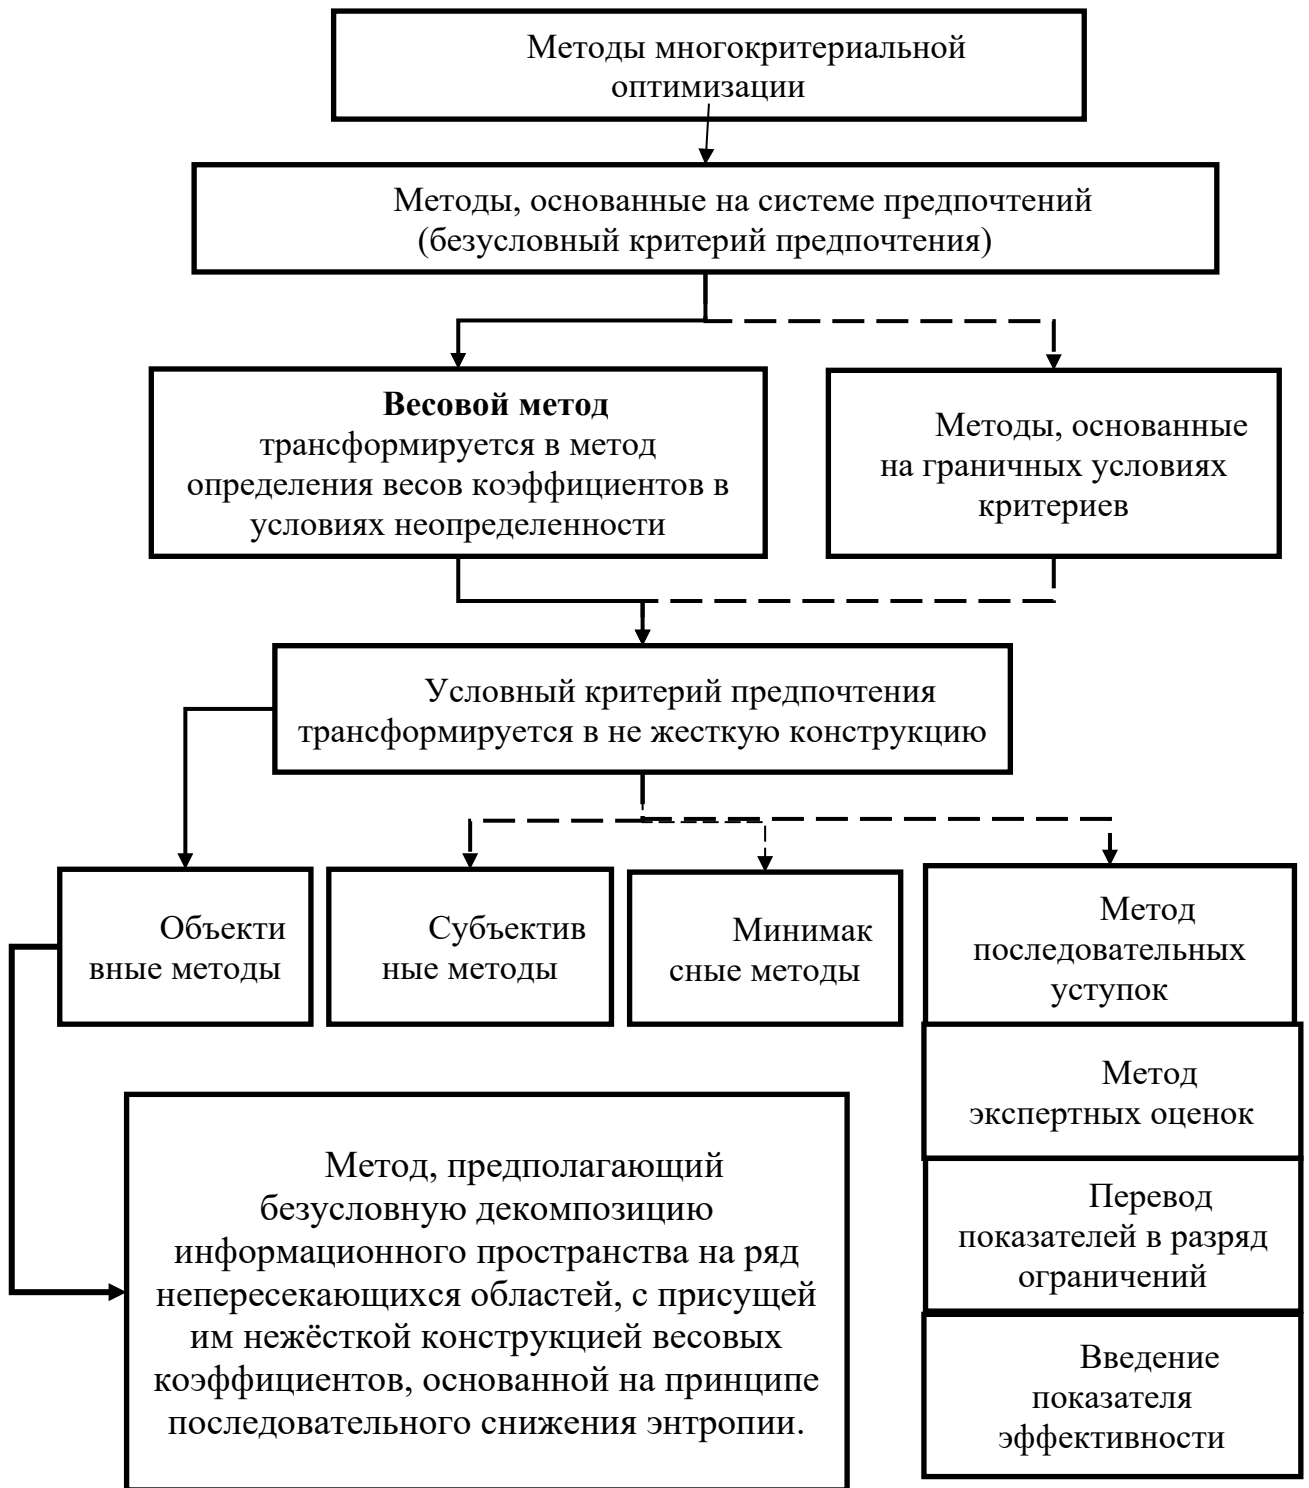 Методы многокритериальной
оптимизации
Методы, основанные на системе предпочтений
(безусловный критерий предпочтения)
Весовой метод
трансформируется в метод
определения весов коэффициентов в
условиях неопределенности
Методы, основанные
на граничных условиях
критериев
Условный критерий предпочтения
трансформируется в не жесткую конструкцию
Объекти
вные методы
Субъектив
ные методы
Минимак
сные методы
Метод
последовательных
уступок
Метод
экспертных оценок
Перевод
показателей в разряд
ограничений
Введение
показателя
эффективности
Метод, предполагающий
безусловную декомпозицию
информационного пространства на ряд
непересекающихся областей, с присущей
им нежёсткой конструкцией весовых
коэффициентов, основанной на принципе
последовательного снижения энтропии.